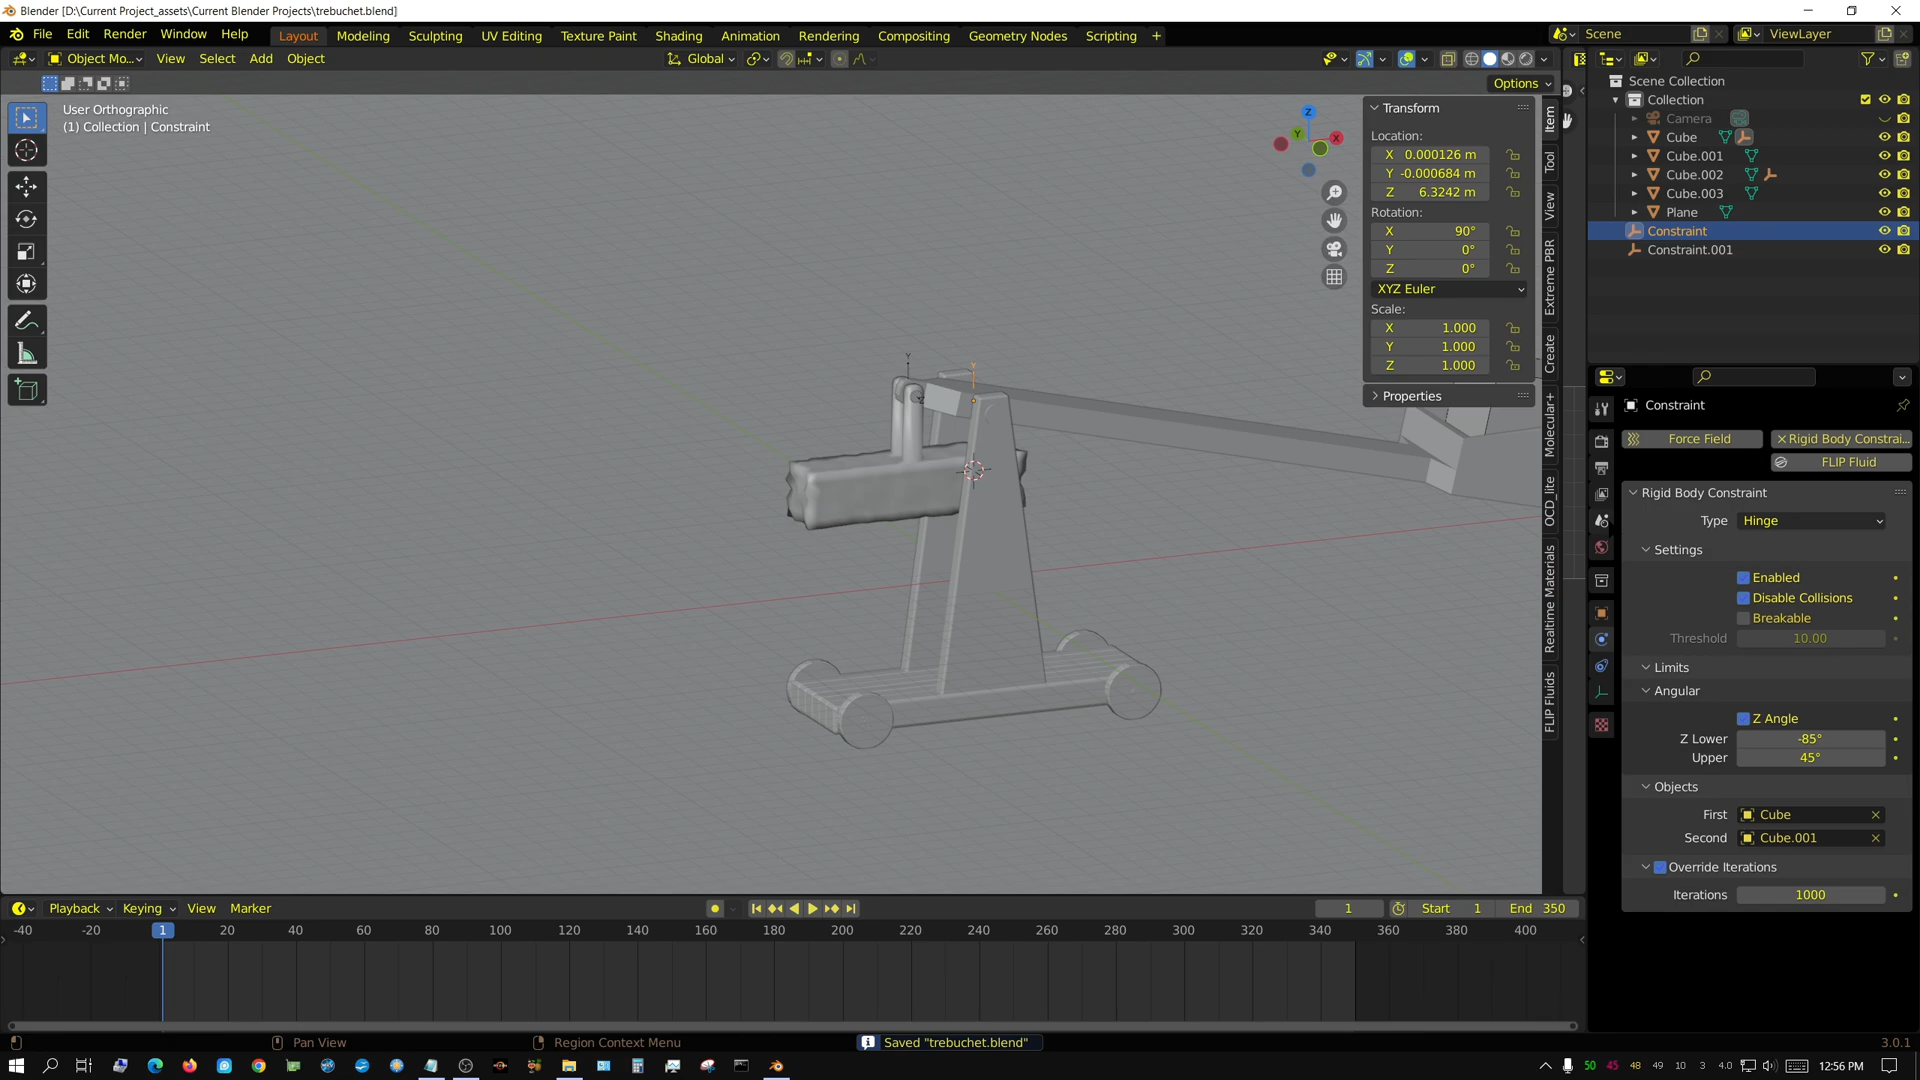 Blender [D:\Current Project_assets\Current Blender Projects\trebuchet.blend]
File Edit Render Window Help Layout Modeling Sculpting UV Editing Texture Paint Shading Animation Rendering Compositing Geometry Nodes Scripting + Scene ViewLayer
Object Mo... View Select Add Object Global
Options
User Orthographic
(1) Collection | Constraint
Z
Y
X
Transform
Location:
X 0.000126 m
Y -0.000684 m
Z 6.3242 m
Rotation:
X 90°
Y 0°
Z 0°
XYZ Euler
Scale:
X 1.000
Y 1.000
Z 1.000
Properties
Item
Tool
View
Extreme PBR
Create
Molecular+
OCD_lite
Realtime Materials
FLIP Fluids
Scene Collection
Collection
Camera
Cube
Cube.001
Cube.002
Cube.003
Plane
Constraint
Constraint.001
Constraint
Force Field
Rigid Body Constrai...
FLIP Fluid
Rigid Body Constraint
Type Hinge
Settings
Enabled
Disable Collisions
Breakable
Threshold 10.00
Limits
Angular
Z Angle
Z Lower -85°
Upper 45°
Objects
First Cube
Second Cube.001
Override Iterations
Iterations 1000
Playback Keying View Marker 1 Start 1 End 350
-40 -20 1 20 40 60 80 100 120 140 160 180 200 220 240 260 280 300 320 340 360 380 400
Pan View Region Context Menu Saved "trebuchet.blend" 3.0.1
50 45 48 49 10 3 4.0 12:56 PM